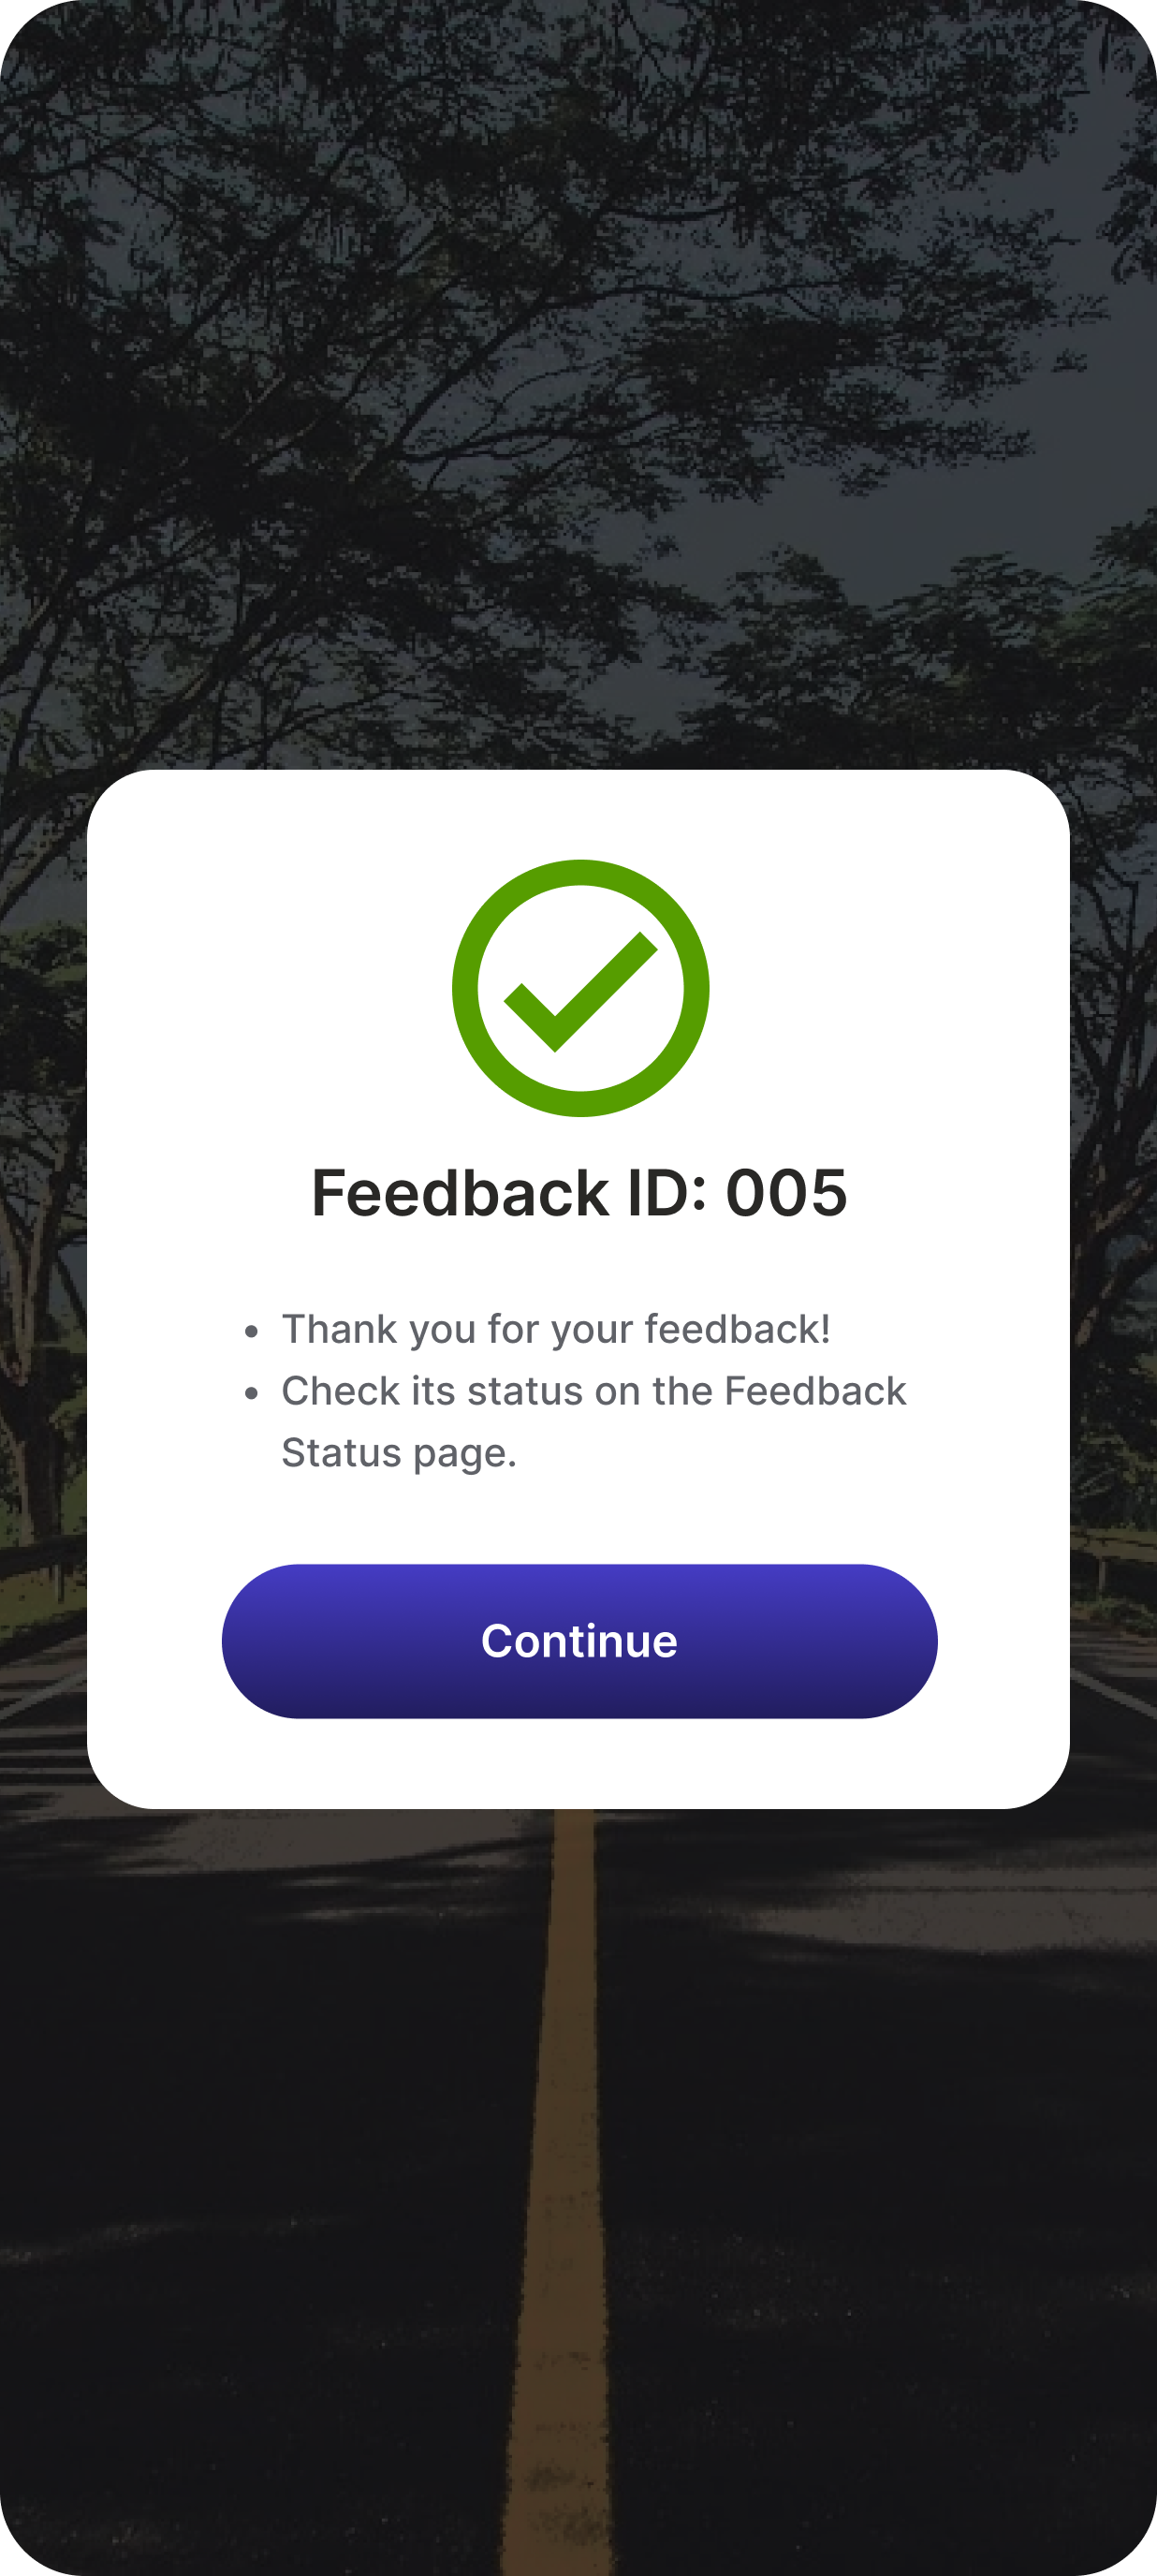 Feedback ID: 005
• Thank you for your feedback!
• Check its status on the Feedback
Status page.
Continue